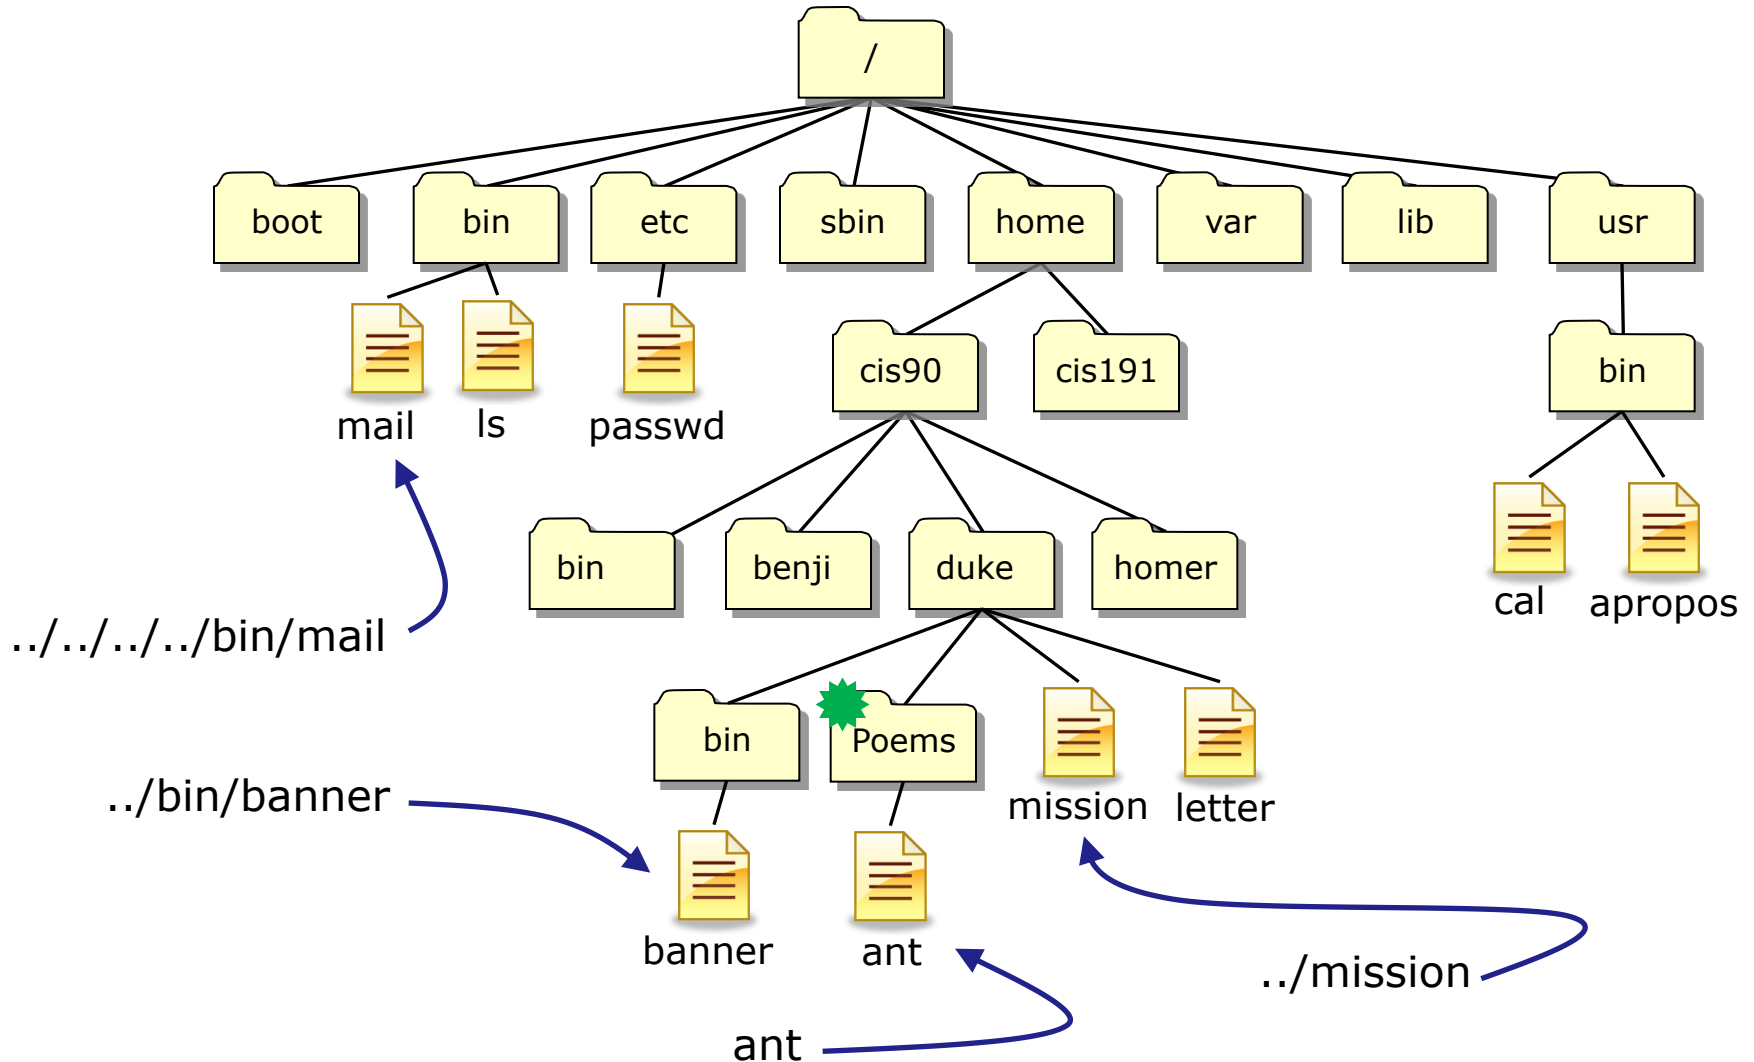 /
boot
bin
etc
sbin
home
var
lib
usr
mail
ls
passwd
cis90
cis191
bin
cal
apropos
bin
benji
duke
homer
../../../../bin/mail
bin
Poems
mission
letter
../bin/banner
banner
ant
../mission
ant